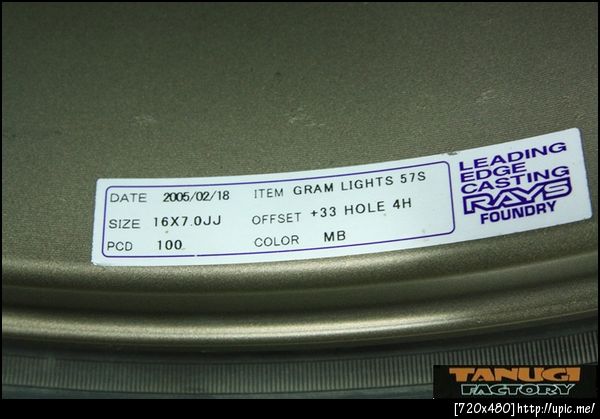 DATE 2005/02/18 ITEM GRAM LIGHTS 57S
SIZE 16X7.0JJ OFFSET +33 HOLE 4H
PCD 100 COLOR MB
LEADING
EDGE
CASTING
RAYS
FOUNDRY
TANUGI
FACTORY
[720x480]http://upic.me/